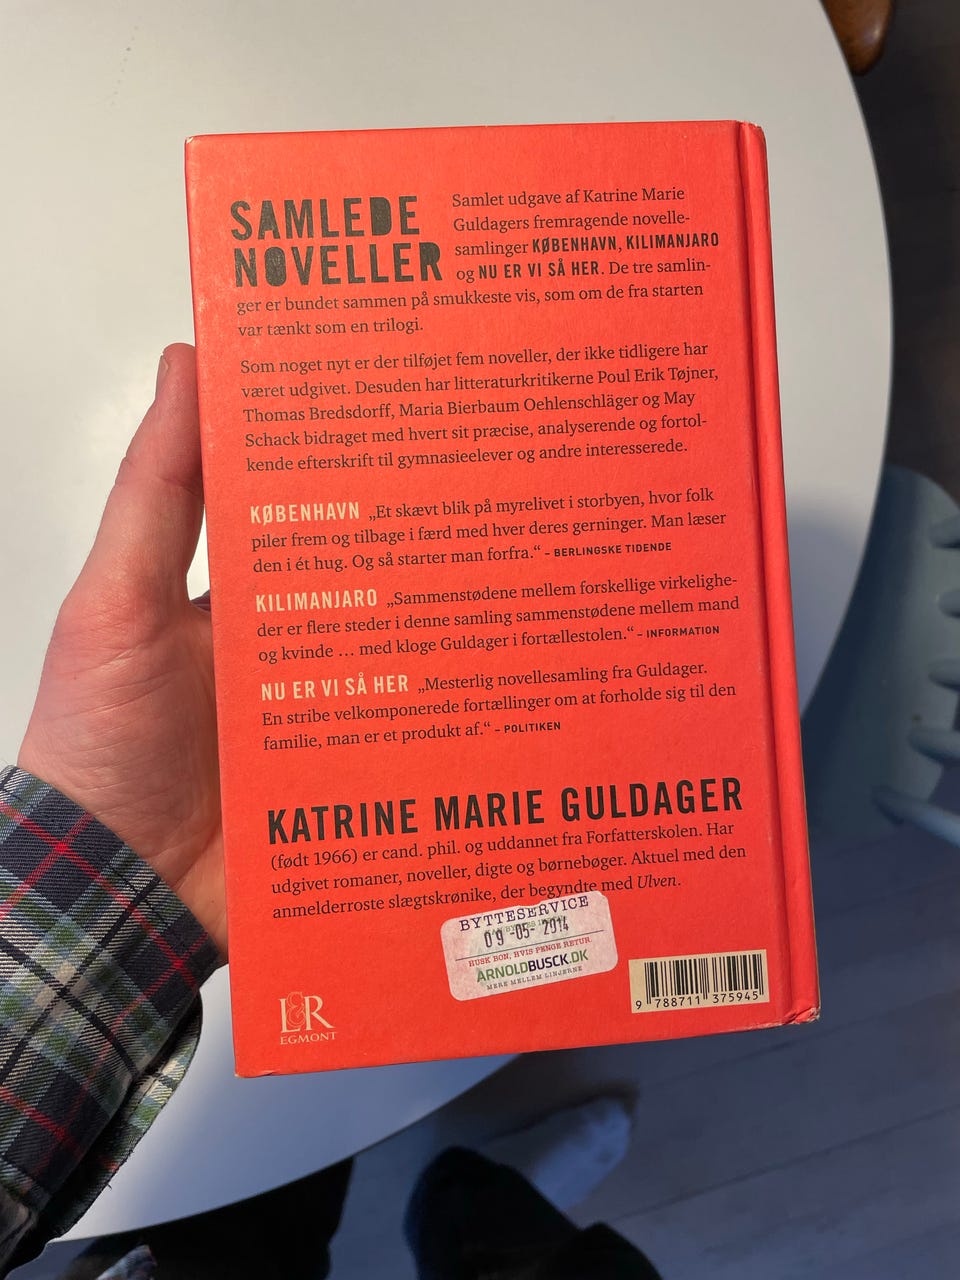 SAMLEDE
NOVELLER
Samlet udgave af Katrine Marie
Guldagers fremragende novelle-
samlinger KØBENHAVN, KILIMANJARO
og NU ER VI SÅ HER. De tre samlin-
ger er bundet sammen på smukkeste vis, som om de fra starten
var tænkt som en trilogi.
Som noget nyt er der tilføjet fem noveller, der ikke tidligere har
været udgivet. Desuden har litteraturkritikerne Poul Erik Tøjner,
Thomas Bredsdorff, Maria Bierbaum Oehlenschläger og May
Schack bidraget med hvert sit præcise, analyserende og fortol-
kende efterskrift til gymnasieelever og andre interesserede.
KØBENHAVN „Et skævt blik på myrelivet i storbyen, hvor folk
piler frem og tilbage i færd med hver deres gerninger. Man læser
den i ét hug. Og så starter man forfra.“ – BERLINGSKE TIDENDE
KILIMANJARO „Sammenstødene mellem forskellige virkelighe-
der er flere steder i denne samling sammenstødene mellem mand
og kvinde ... med kloge Guldager i fortællestolen.“ – INFORMATION
NU ER VI SÅ HER „Mesterlig novellesamling fra Guldager.
En stribe velkomponerede fortællinger om at forholde sig til den
familie, man er et produkt af.“ – POLITIKEN
KATRINE MARIE GULDAGER
(født 1966) er cand. phil. og uddannet fra Forfatterskolen. Har
udgivet romaner, noveller, digte og børnebøger. Aktuel med den
anmelderroste slægtskrønike, der begyndte med Ulven.
BYTTESERVICE
09-05-2014
HUSK BON, HVIS PENGE RETUR
ARNOLDBUSCK.DK
MERE MELLEM LINJERNE
L&R
EGMONT
9 788711 375945